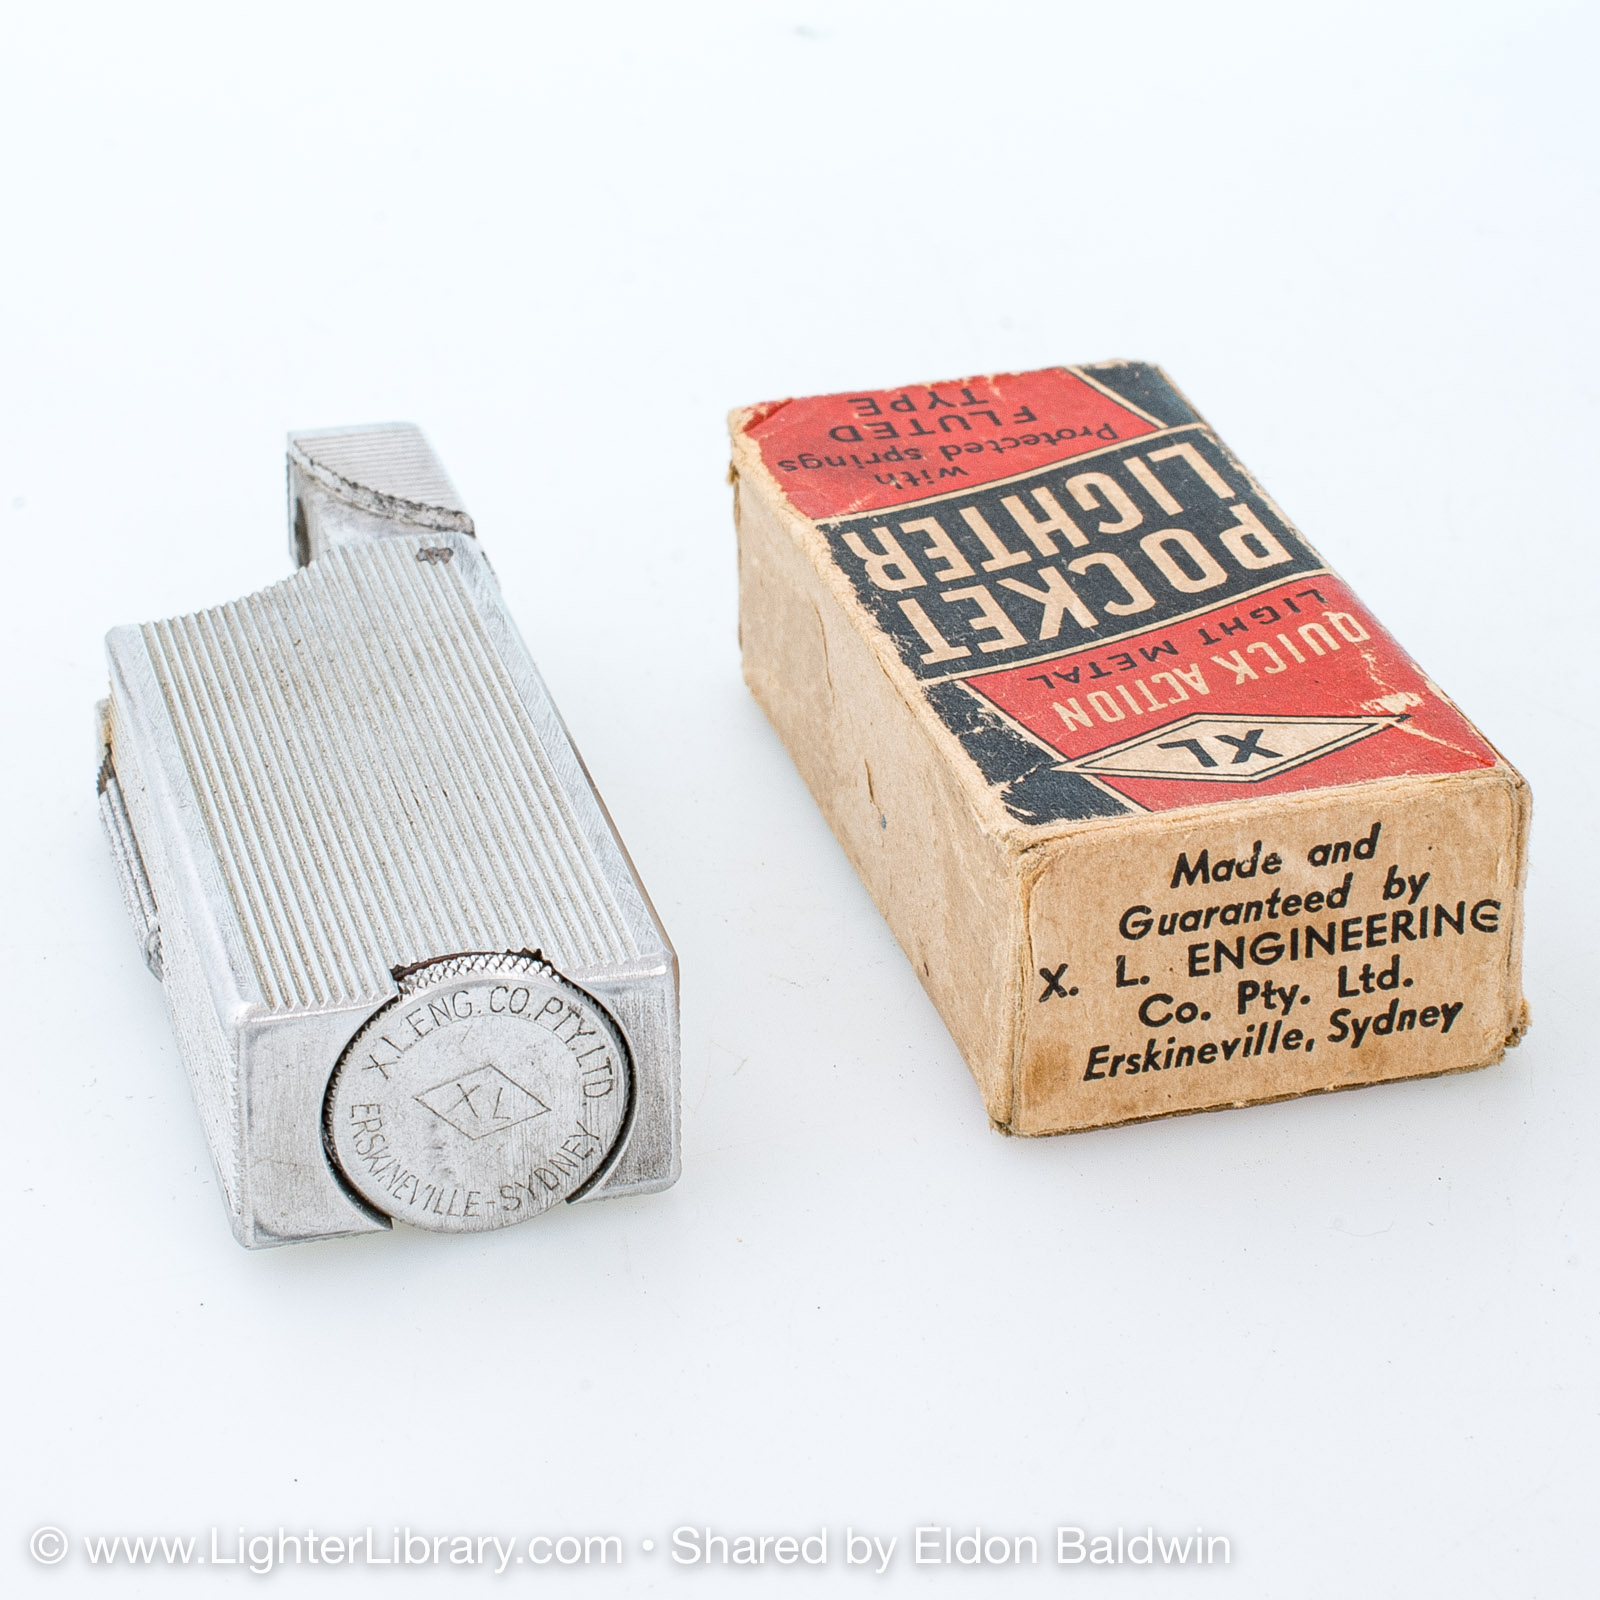 X.L. ENG. CO. PTY. LTD.
XL
ERSKINEVILLE-SYDNEY
XL
QUICK ACTION
LIGHT METAL
POCKET
LIGHTER
with
Protected springs
FLUTED
TYPE
Made and
Guaranteed by
X. L. ENGINEERING
Co. Pty. Ltd.
Erskineville, Sydney
© www.LighterLibrary.com • Shared by Eldon Baldwin